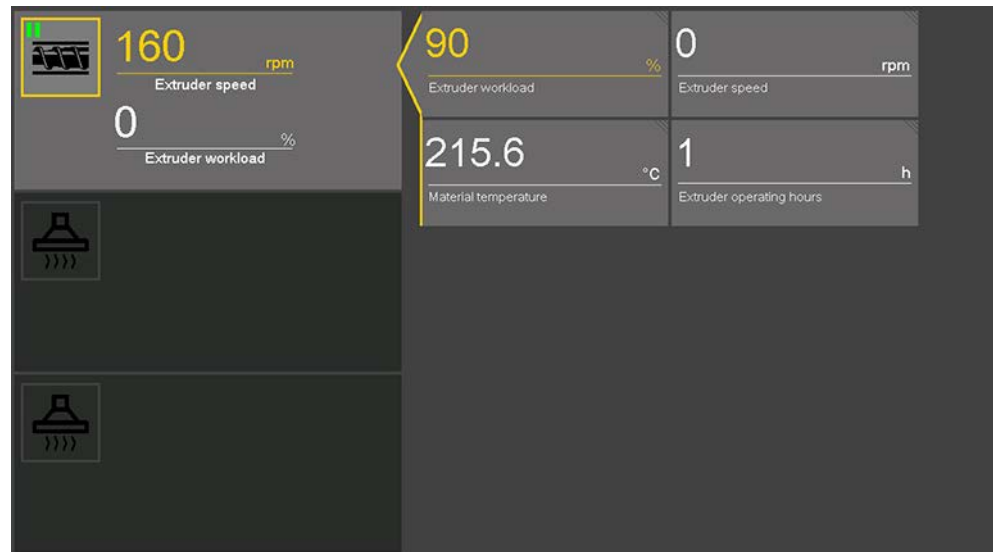 160 rpm
Extruder speed
0 %
Extruder workload
90 %
Extruder workload
0 rpm
Extruder speed
215.6 °C
Material temperature
1 h
Extruder operating hours